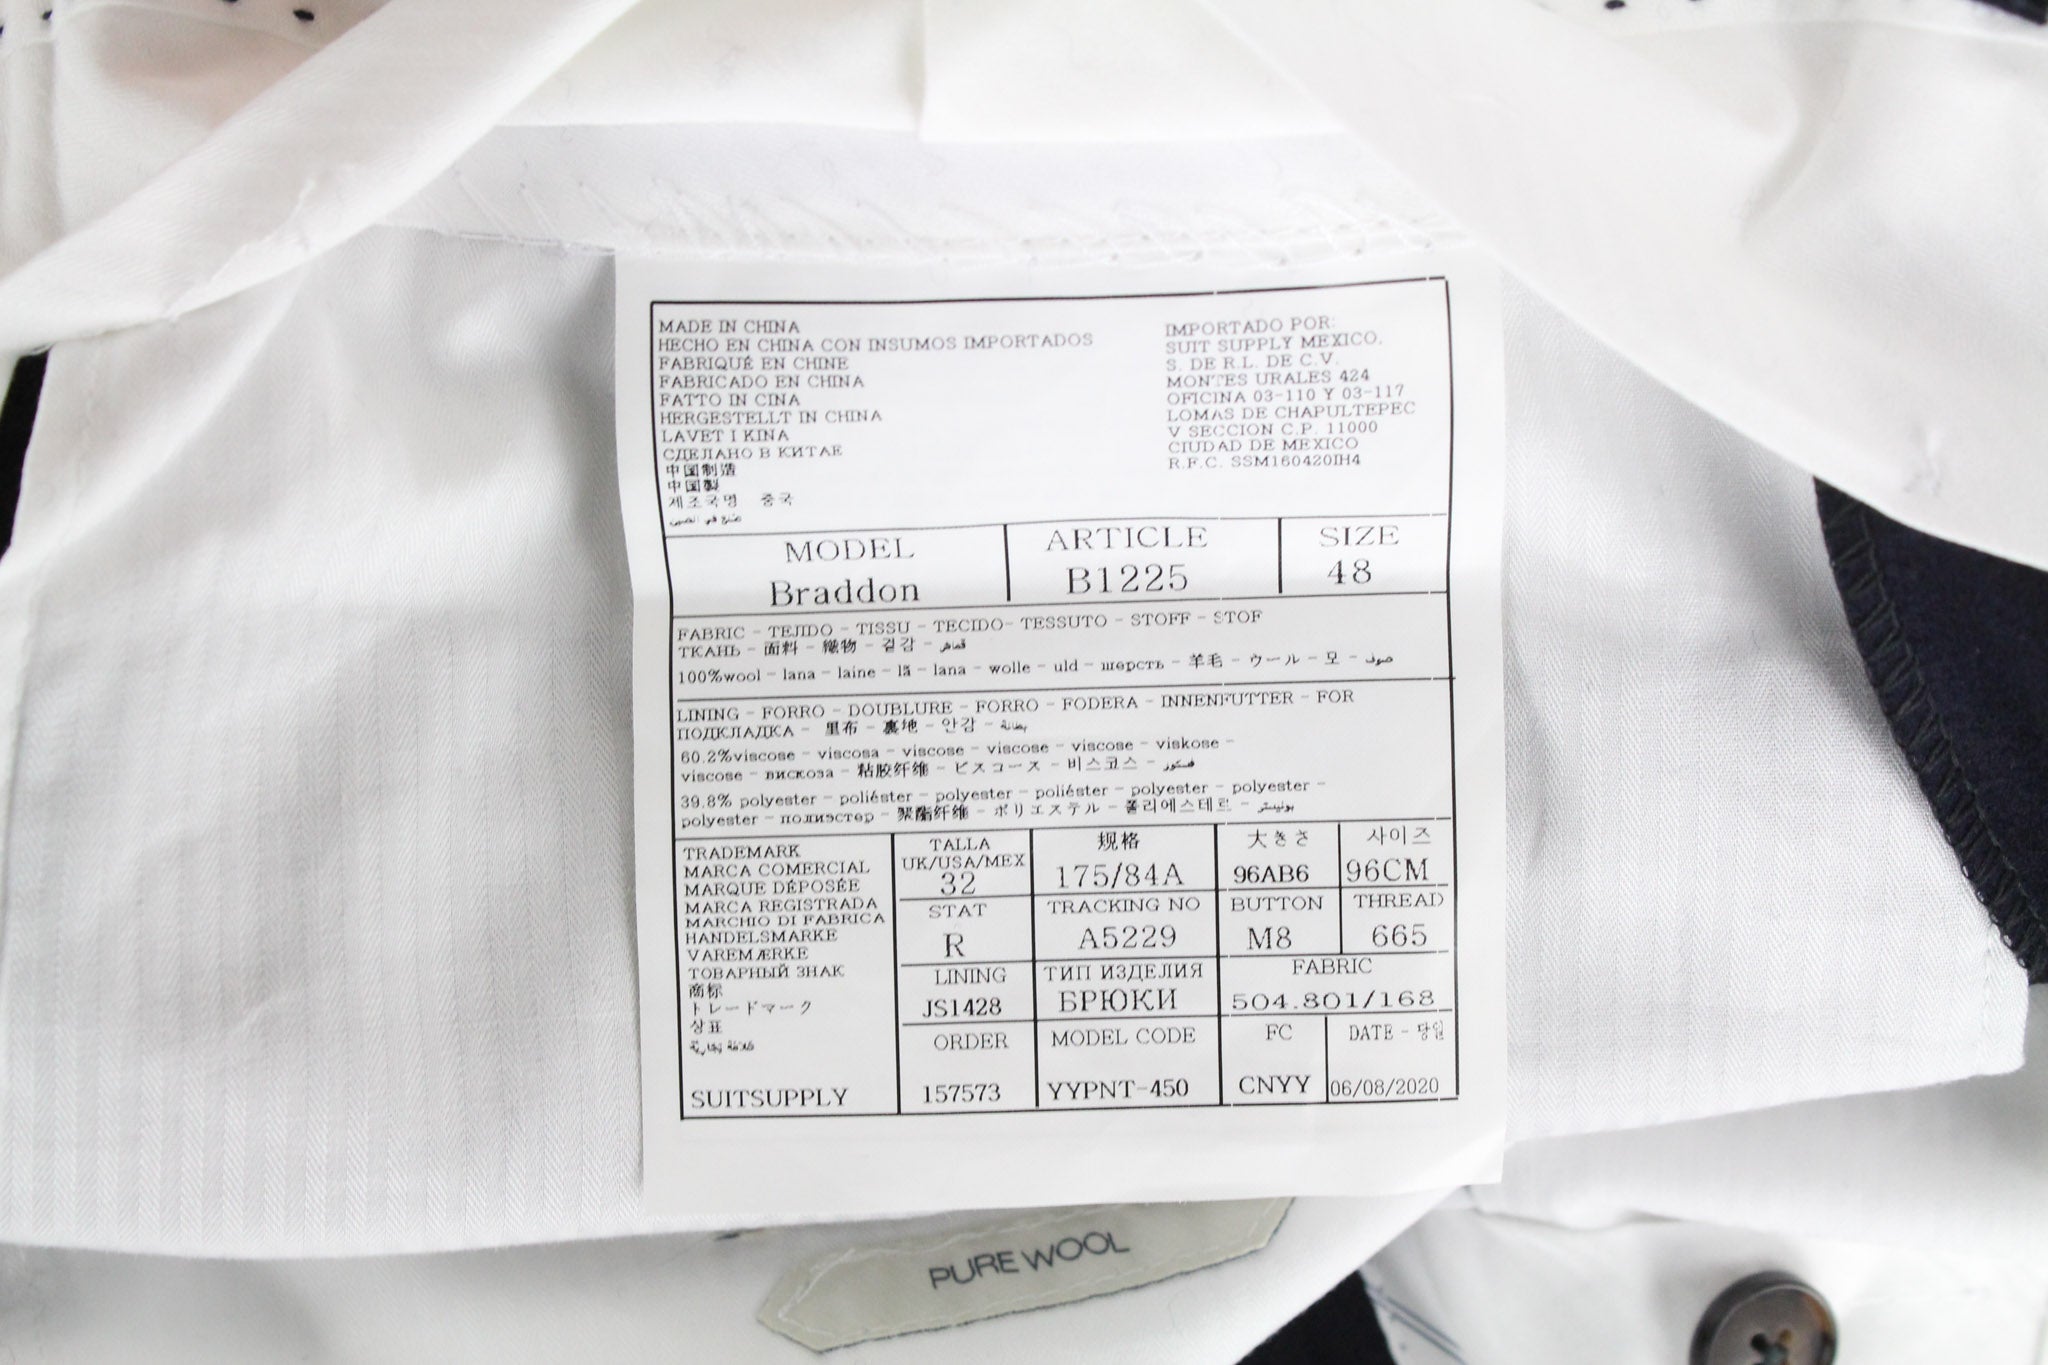 MADE IN CHINA
HECHO EN CHINA CON INSUMOS IMPORTADOS
FABRIQUÉ EN CHINE
FABRICADO EN CHINA
FATTO IN CINA
HERGESTELLT IN CHINA
LAVET I KINA
СДЕЛАНО В КИТАЕ
中国制造
中国製
제조국명 중국
صنع في الصين
IMPORTADO POR:
SUIT SUPPLY MEXICO,
S. DE R.L. DE C.V.
MONTES URALES 424
OFICINA 03-110 Y 03-117
LOMAS DE CHAPULTEPEC
V SECCION C.P. 11000
CIUDAD DE MEXICO
R.F.C. SSM160420IH4
MODEL
Braddon
ARTICLE
B1225
SIZE
48
FABRIC - TEJIDO - TISSU - TECIDO- TESSUTO - STOFF - STOF
ТКАНЬ - 面料 - 織物 - 겉감 - قماش
100%wool - lana - laine - lã - lana - wolle - uld - шерсть - 羊毛 - ウール - 모 - صوف
LINING - FORRO - DOUBLURE - FORRO - FODERA - INNENFUTTER - FOR
ПОДКЛАДКА - 里布 - 裏地 - 안감 - بطانة
60.2%viscose - viscosa - viscose - viscose - viscose - viskose -
viscose - вискоза - 粘胶纤维 - ビスコース - 비스코스 -
39.8% polyester - poliéster - polyester - poliéster - polyester - polyester -
polyester - полиэстер - 聚酯纤维 - ポリエステル - 폴리에스테르 -
TRADEMARK
MARCA COMERCIAL
MARQUE DÉPOSÉE
MARCA REGISTRADA
MARCHIO DI FABRICA
HANDELSMARKE
VAREMÆRKE
ТОВАРНЫЙ ЗНАК
商标
トレードマーク
상표
علامة تجارية
SUITSUPPLY
TALLA
UK/USA/MEX
32
规格
175/84A
大きさ
96AB6
사이즈
96CM
STAT
R
TRACKING NO
A5229
BUTTON
M8
THREAD
665
LINING
JS1428
ТИП ИЗДЕЛИЯ
БРЮКИ
FABRIC
504.801/168
ORDER
157573
MODEL CODE
YYPNT-450
FC
CNYY
DATE - 당일
06/08/2020
PURE WOOL